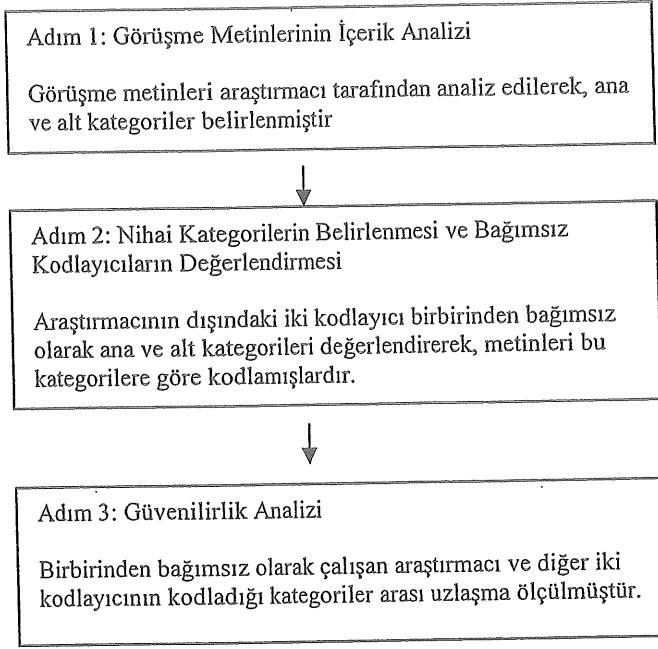 Adım 1: Görüşme Metinlerinin İçerik Analizi
Görüşme metinleri araştırmacı tarafından analiz edilerek, ana
ve alt kategoriler belirlenmiştir
Adım 2: Nihai Kategorilerin Belirlenmesi ve Bağımsız
Kodlayıcıların Değerlendirmesi
Araştırmacının dışındaki iki kodlayıcı birbirinden bağımsız
olarak ana ve alt kategorileri değerlendirerek, metinleri bu
kategorilere göre kodlamışlardır.
Adım 3: Güvenilirlik Analizi
Birbirinden bağımsız olarak çalışan araştırmacı ve diğer iki
kodlayıcının kodladığı kategoriler arası uzlaşma ölçülmüştür.